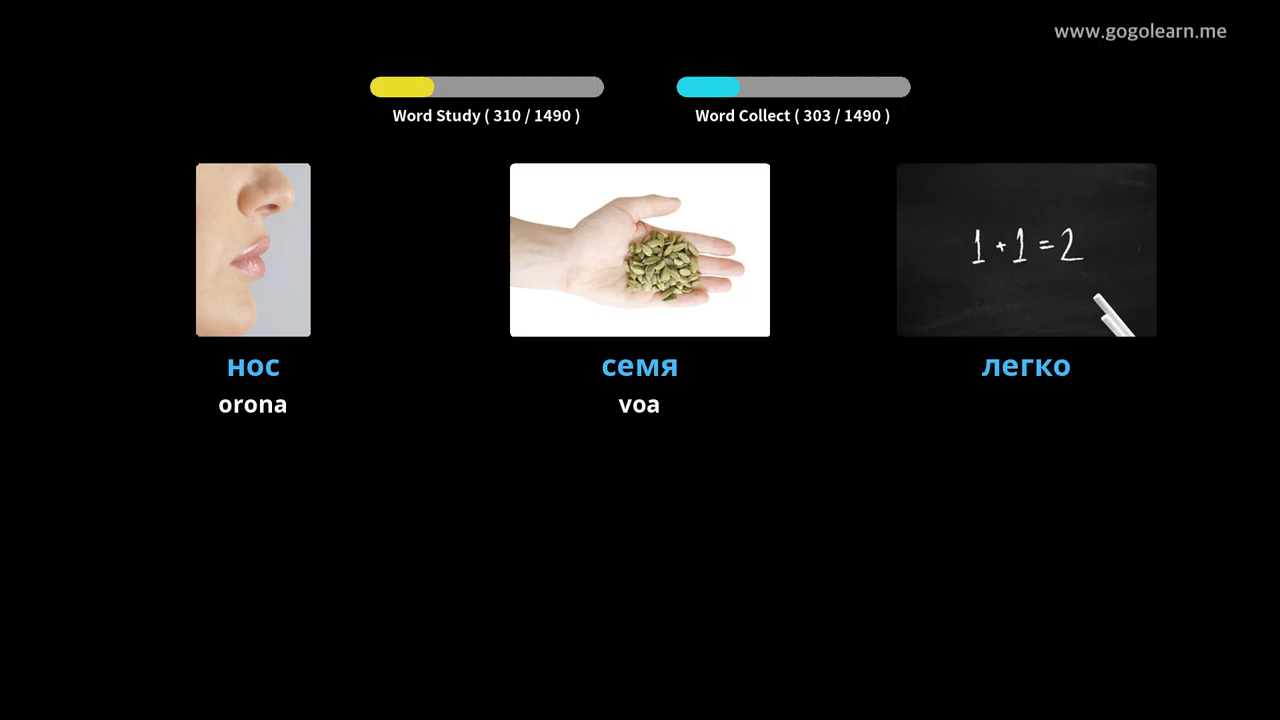 www.gogolearn.me
Word Study ( 310 / 1490 )
Word Collect ( 303 / 1490 )
1 + 1 = 2
нос
семя
легко
orona
voa